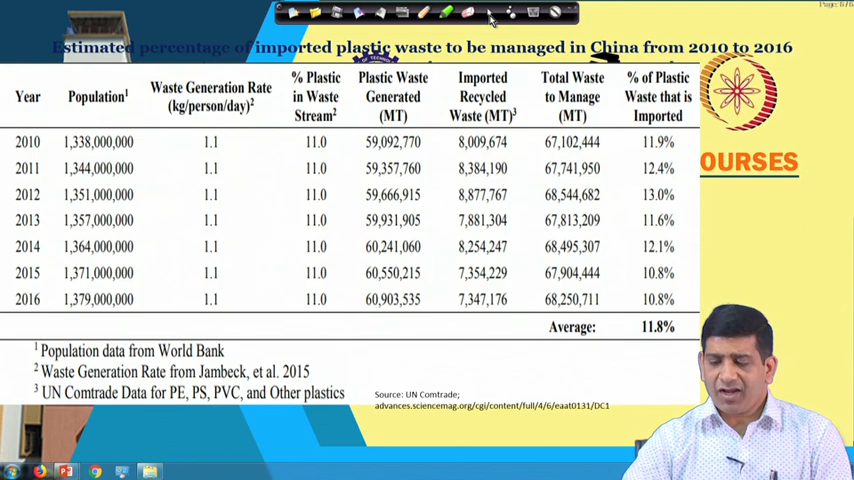 Page: 676
Estimated percentage of imported plastic waste to be managed in China from 2010 to 2016
OF TECHN
Year Population¹ Waste Generation Rate (kg/person/day)² % Plastic in Waste Stream² Plastic Waste Generated (MT) Imported Recycled Waste (MT)³ Total Waste to Manage (MT) % of Plastic Waste that is Imported
2010 1,338,000,000 1.1 11.0 59,092,770 8,009,674 67,102,444 11.9%
2011 1,344,000,000 1.1 11.0 59,357,760 8,384,190 67,741,950 12.4%
2012 1,351,000,000 1.1 11.0 59,666,915 8,877,767 68,544,682 13.0%
2013 1,357,000,000 1.1 11.0 59,931,905 7,881,304 67,813,209 11.6%
2014 1,364,000,000 1.1 11.0 60,241,060 8,254,247 68,495,307 12.1%
2015 1,371,000,000 1.1 11.0 60,550,215 7,354,229 67,904,444 10.8%
2016 1,379,000,000 1.1 11.0 60,903,535 7,347,176 68,250,711 10.8%
Average: 11.8%
¹ Population data from World Bank
² Waste Generation Rate from Jambeck, et al. 2015
³ UN Comtrade Data for PE, PS, PVC, and Other plastics
Source: UN Comtrade;
advances.sciencemag.org/cgi/content/full/4/6/eaat0131/DC1
OURSES